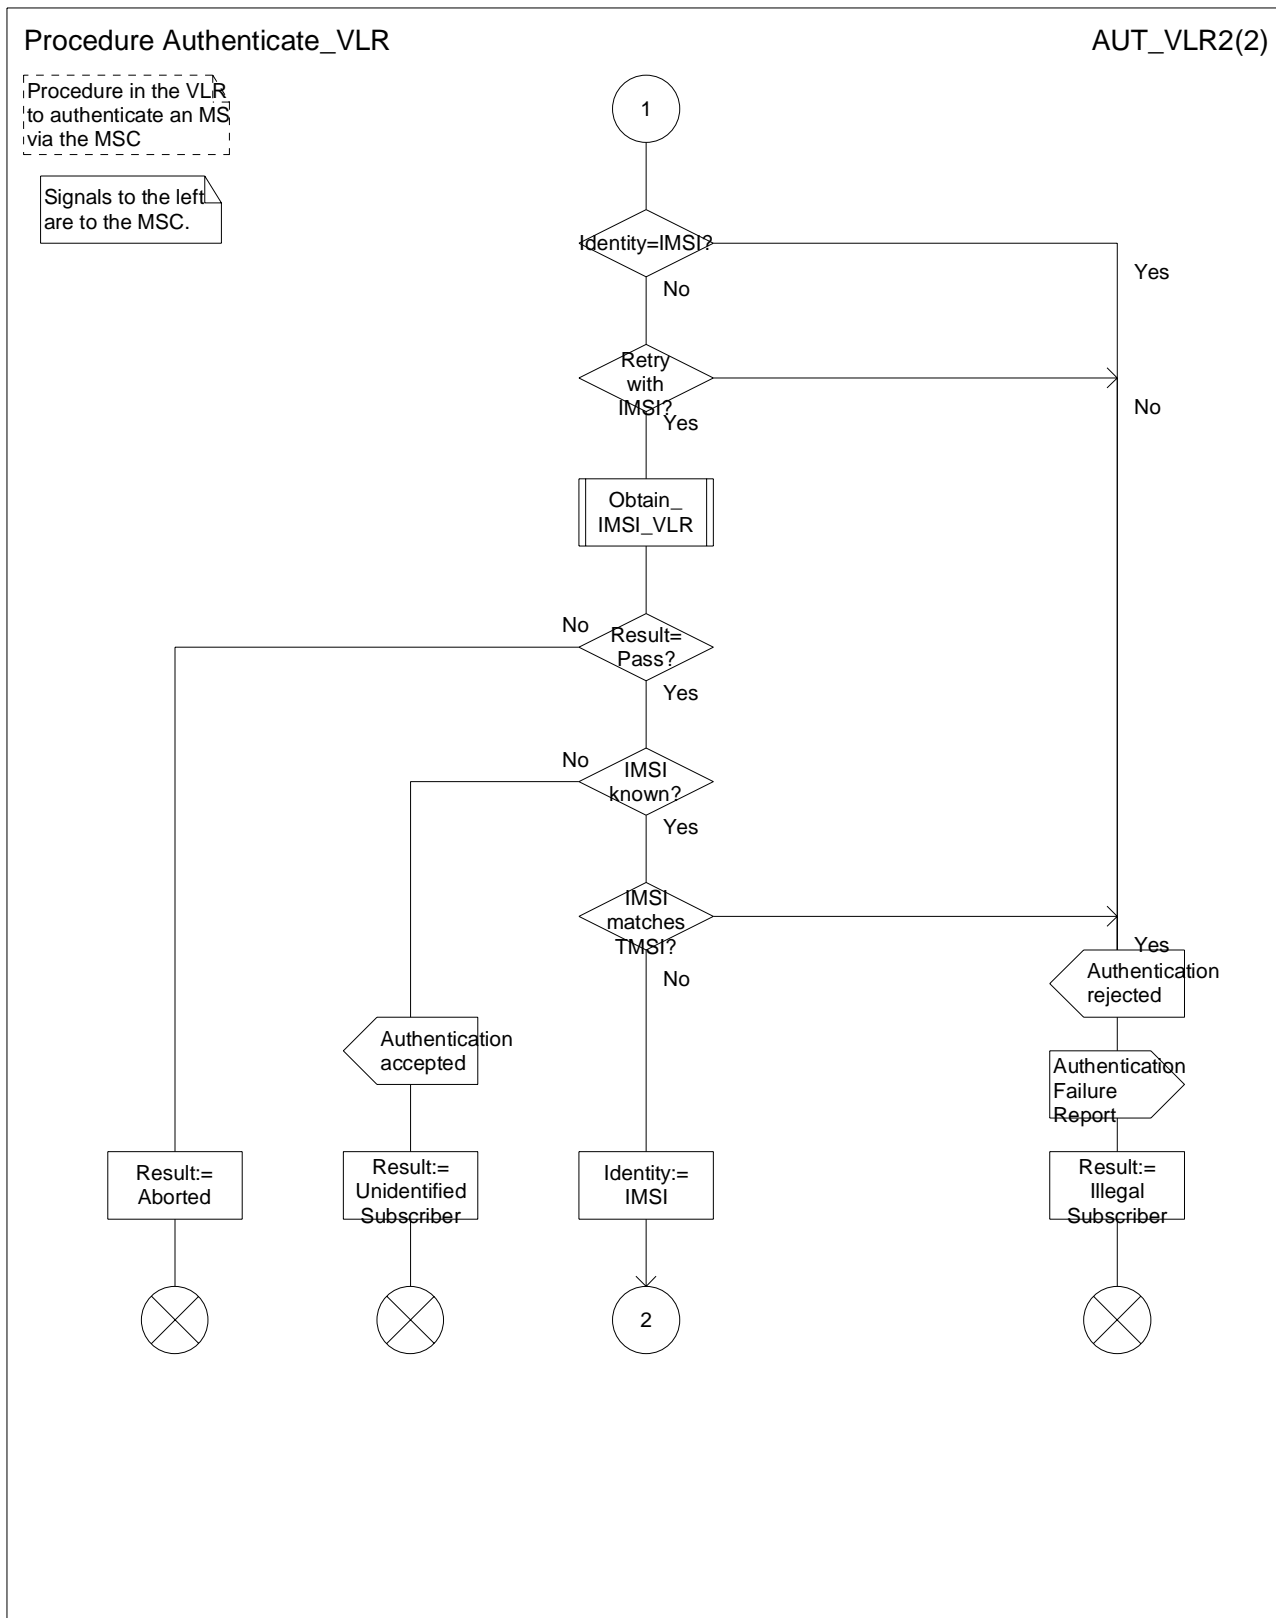 Procedure Authenticate_VLR
AUT_VLR2(2)
Procedure in the VLR
to authenticate an MS
via the MSC
Signals to the left
are to the MSC.
1
Identity=IMSI?
Yes
No
Retry
with
IMSI?
No
Yes
Obtain_
IMSI_VLR
No
Result=
Pass?
Yes
No
IMSI
known?
Yes
IMSI
matches
TMSI?
Yes
No
Authentication
rejected
Authentication
accepted
Authentication
Failure
Report
Result:=
Aborted
Result:=
Unidentified
Subscriber
Identity:=
IMSI
Result:=
Illegal
Subscriber
2